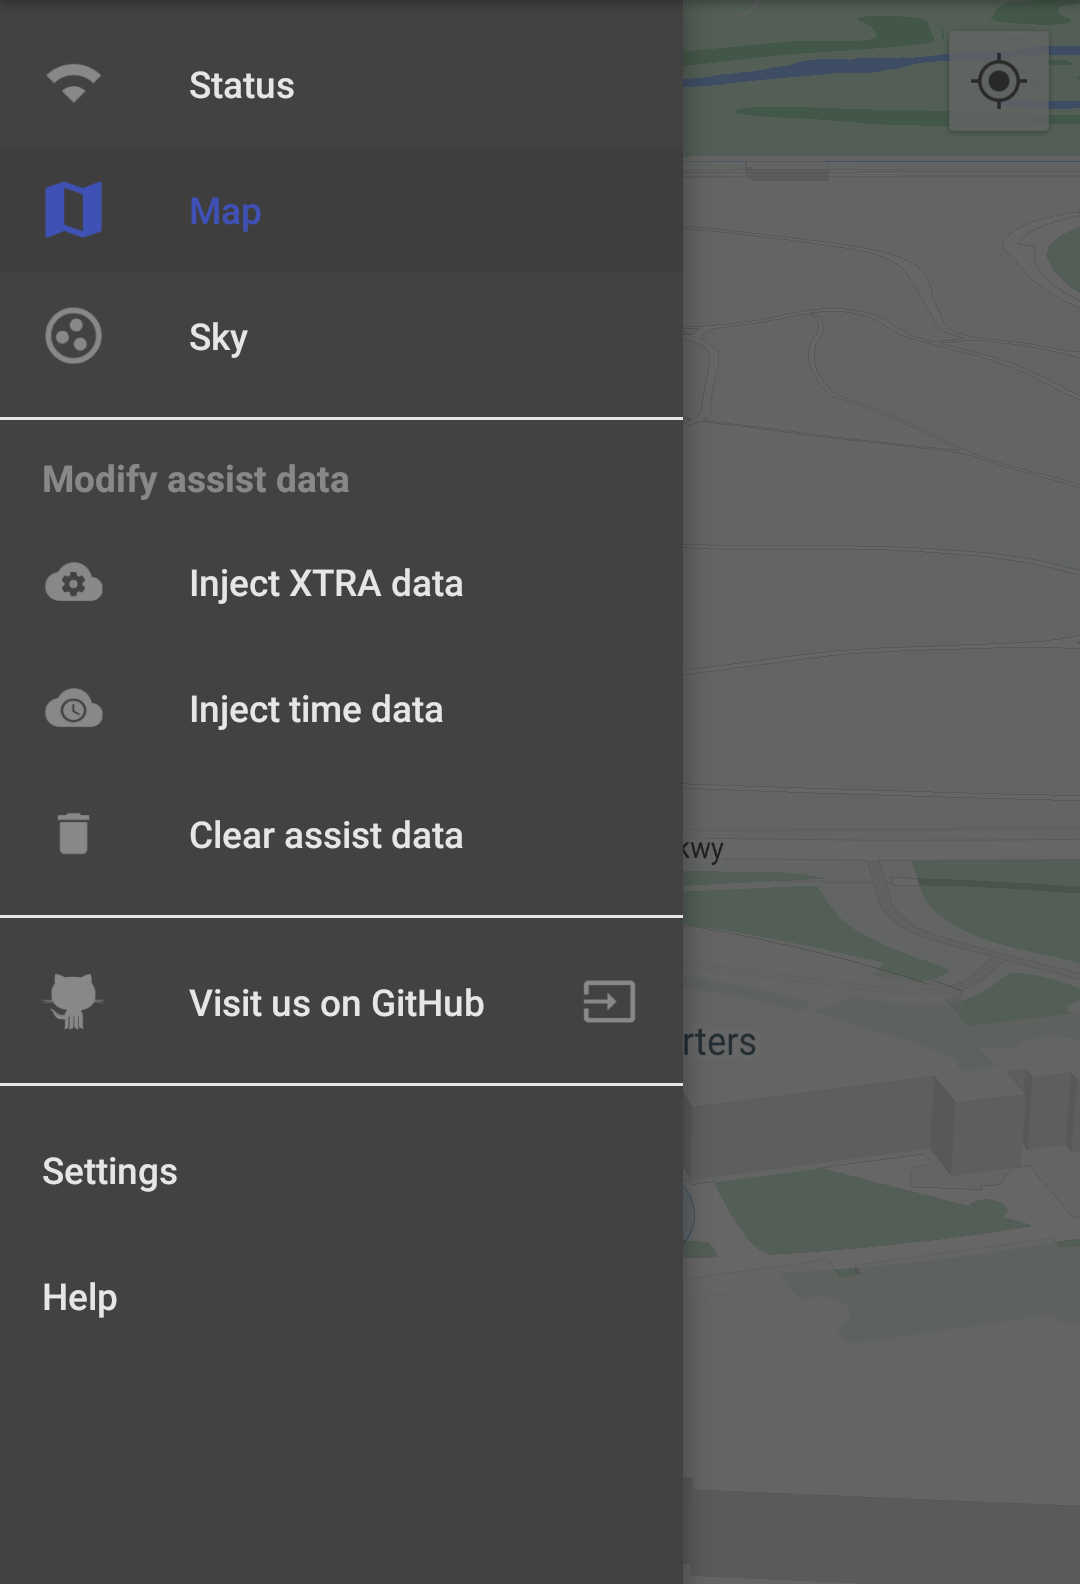 Status
Map
Sky
Modify assist data
Inject XTRA data
Inject time data
Clear assist data
kwy
Visit us on GitHub
rters
Settings
Help